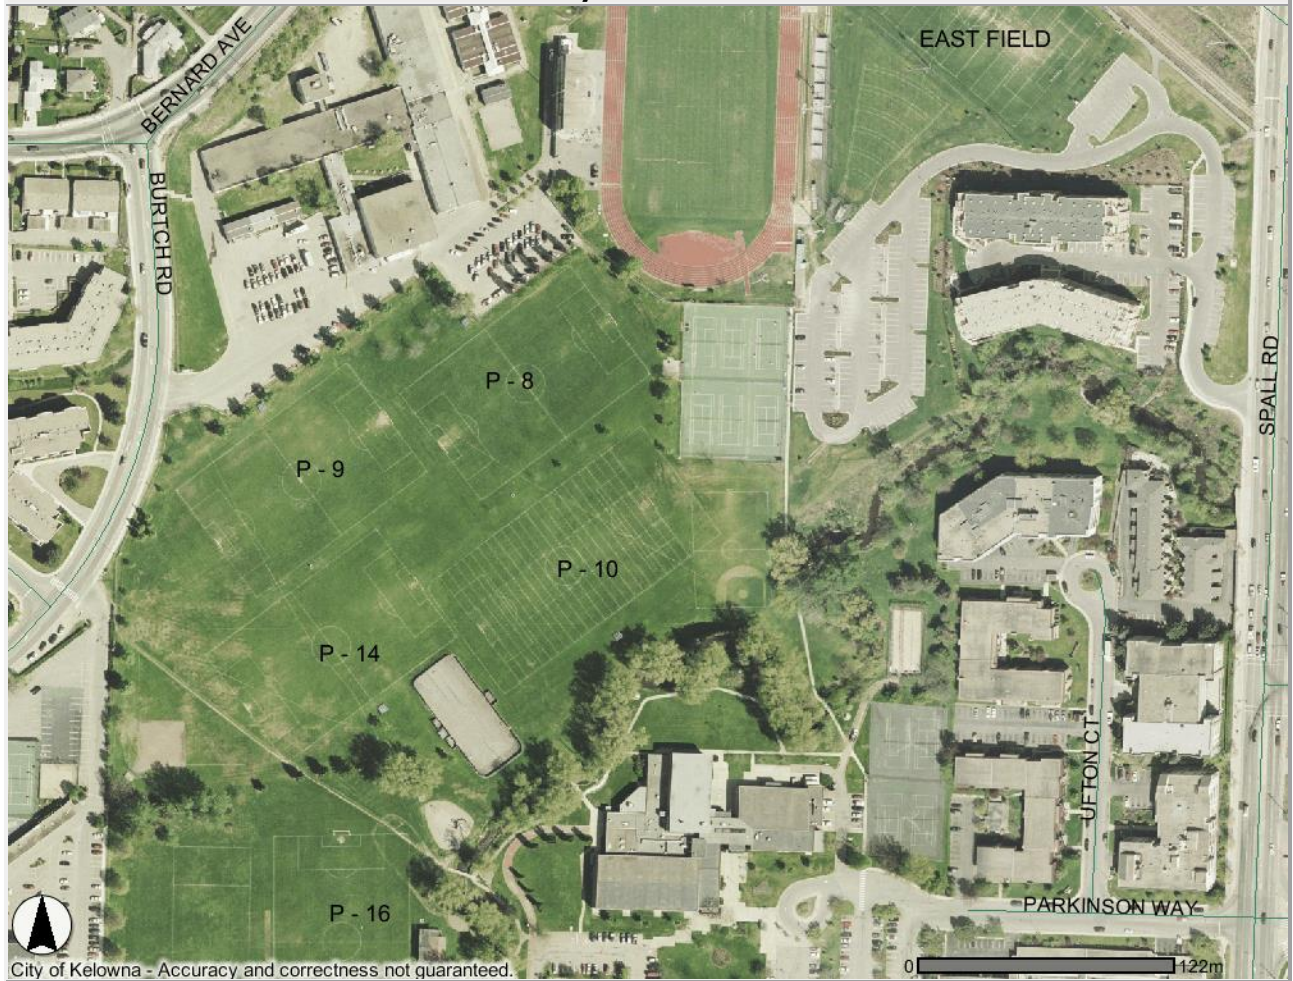 EAST FIELD
BERNARD AVE
BURTCH RD
P - 8
SPALL RD
P - 9
P - 10
P - 14
UFTON CT
P - 16
PARKINSON WAY
City of Kelowna - Accuracy and correctness not guaranteed.
0 122m